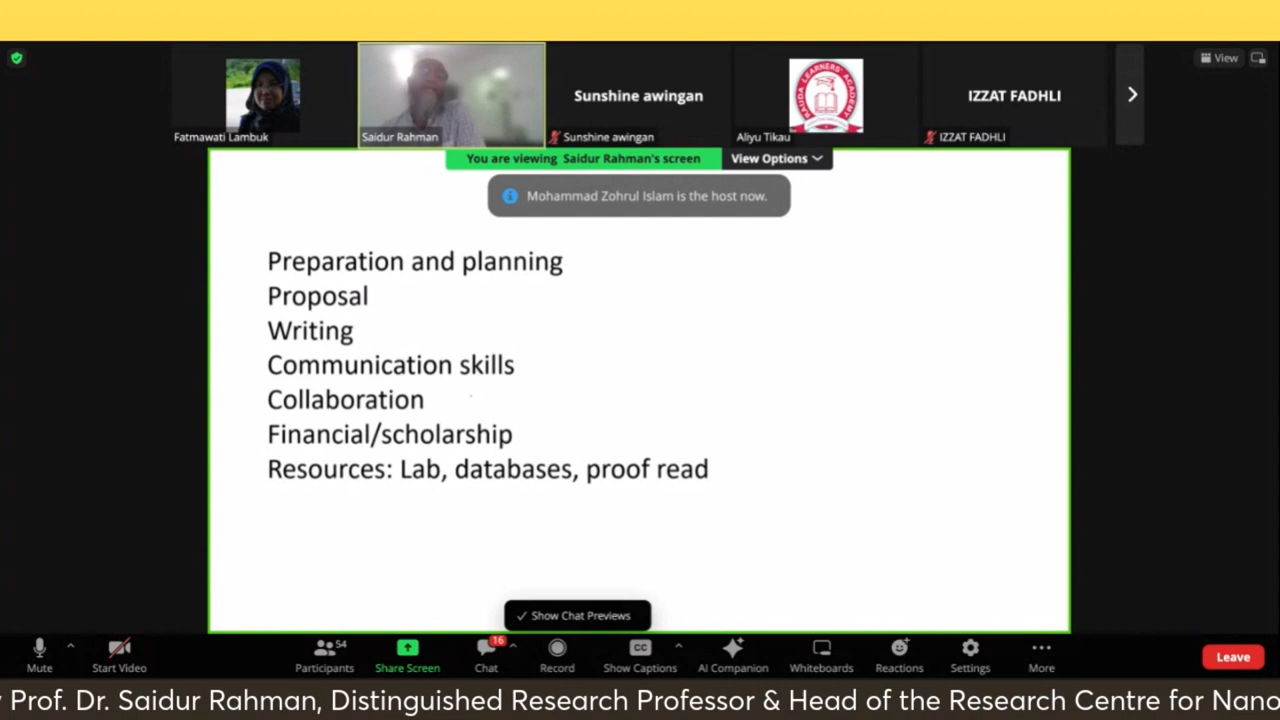 View
Sunshine awingan
IZZAT FADHLI
RAUDA LEARNERS' ACADEMY
Fatmawati Lambuk
Saidur Rahman
Sunshine awingan
Aliyu Tikau
IZZAT FADHLI
You are viewing Saidur Rahman's screen
View Options
Mohammad Zohrul Islam is the host now.
Preparation and planning
Proposal
Writing
Communication skills
Collaboration
Financial/scholarship
Resources: Lab, databases, proof read
✓ Show Chat Previews
54
16
CC
Mute
Start Video
Participants
Share Screen
Chat
Record
Show Captions
AI Companion
Whiteboards
Reactions
Settings
More
Leave
Prof. Dr. Saidur Rahman, Distinguished Research Professor & Head of the Research Centre for Nano